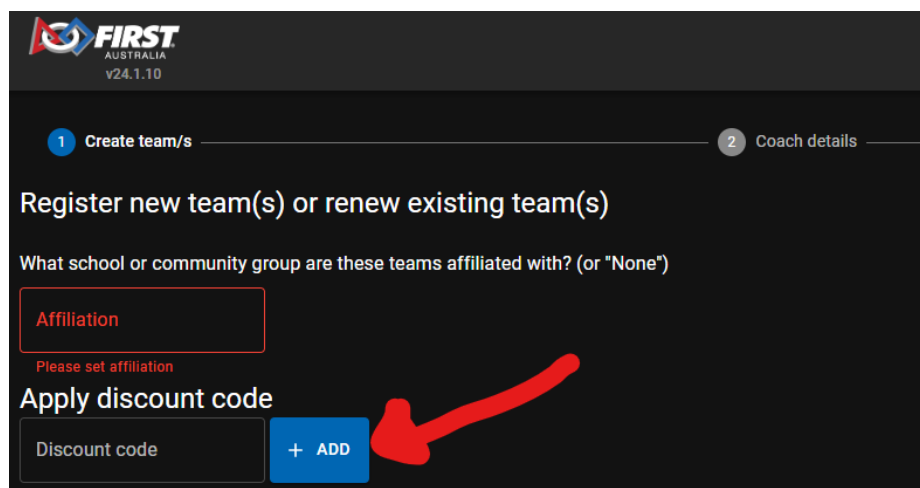 FIRST.
AUSTRALIA
v24.1.10
1 Create team/s
2 Coach details
Register new team(s) or renew existing team(s)
What school or community group are these teams affiliated with? (or "None")
Affiliation
Please set affiliation
Apply discount code
Discount code
+ ADD